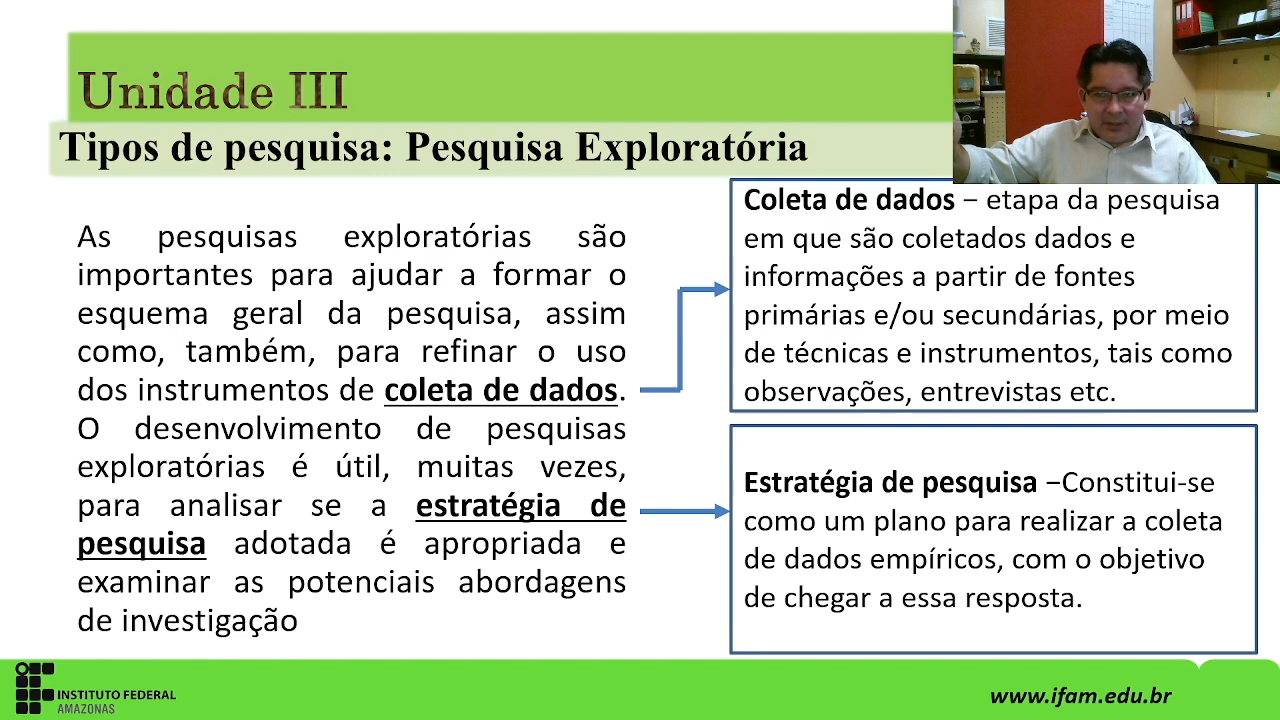 Unidade III
Tipos de pesquisa: Pesquisa Exploratória
As pesquisas exploratórias são
importantes para ajudar a formar o
esquema geral da pesquisa, assim
como, também, para refinar o uso
dos instrumentos de coleta de dados.
O desenvolvimento de pesquisas
exploratórias é útil, muitas vezes,
para analisar se a estratégia de
pesquisa adotada é apropriada e
examinar as potenciais abordagens
de investigação
Coleta de dados − etapa da pesquisa
em que são coletados dados e
informações a partir de fontes
primárias e/ou secundárias, por meio
de técnicas e instrumentos, tais como
observações, entrevistas etc.
Estratégia de pesquisa −Constitui-se
como um plano para realizar a coleta
de dados empíricos, com o objetivo
de chegar a essa resposta.
INSTITUTO FEDERAL
AMAZONAS
www.ifam.edu.br